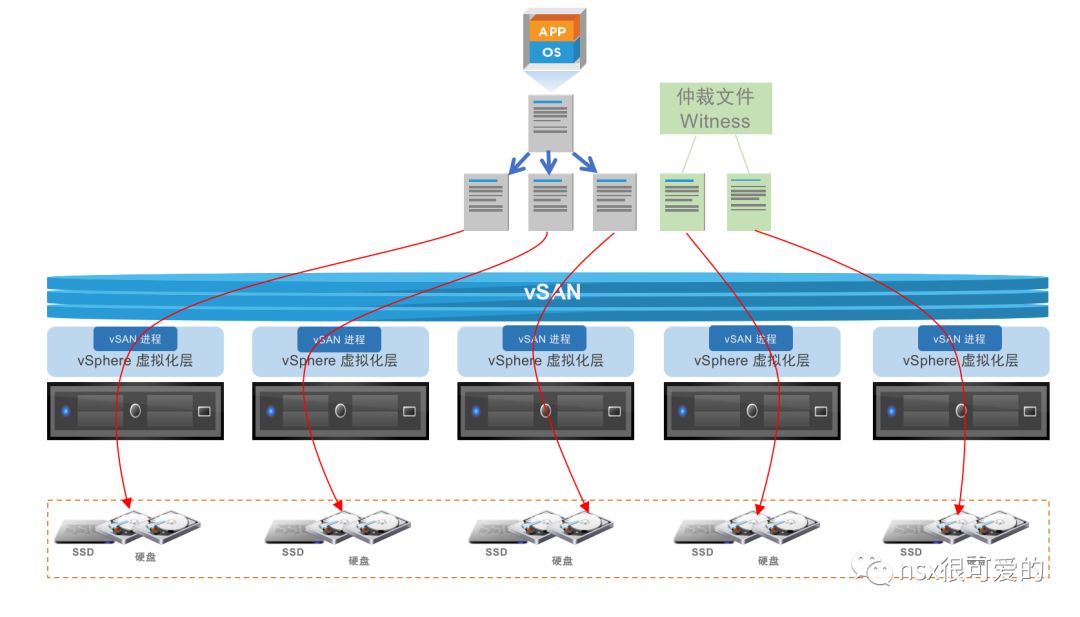 APP
OS
仲裁文件
Witness
vSAN
vSAN 进程
vSphere 虚拟化层
vSAN 进程
vSphere 虚拟化层
vSAN 进程
vSphere 虚拟化层
vSAN 进程
vSphere 虚拟化层
vSAN 进程
vSphere 虚拟化层
SSD
硬盘
SSD
硬盘
SSD
硬盘
SSD
硬盘
SSD
硬盘
nsx很可爱的